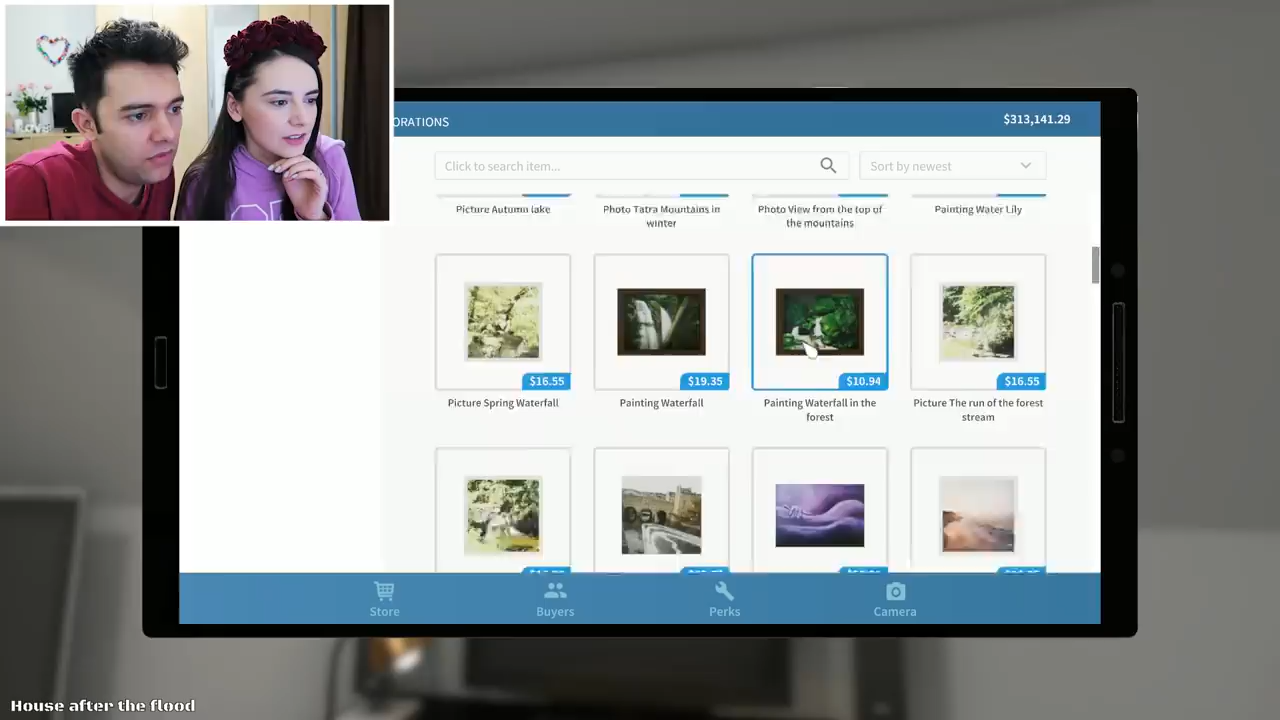 ORATIONS
$313,141.29
Click to search item...
Sort by newest
Picture Autumn lake
Photo Tatra Mountains in
winter
Photo View from the top of
the mountains
Painting Water Lily
$16.55
$19.35
$10.94
$16.55
Picture Spring Waterfall
Painting Waterfall
Painting Waterfall in the
forest
Picture The run of the forest
stream
Store
Buyers
Perks
Camera
House after the flood